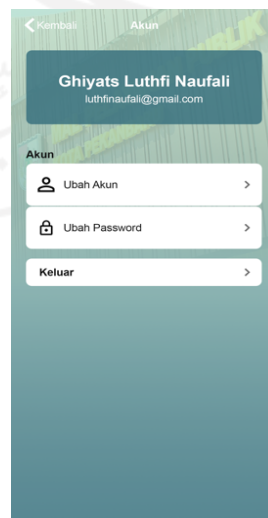 Kembali Akun
Ghiyats Luthfi Naufali
luthfinaufali@gmail.com
Akun
Ubah Akun
Ubah Password
Keluar